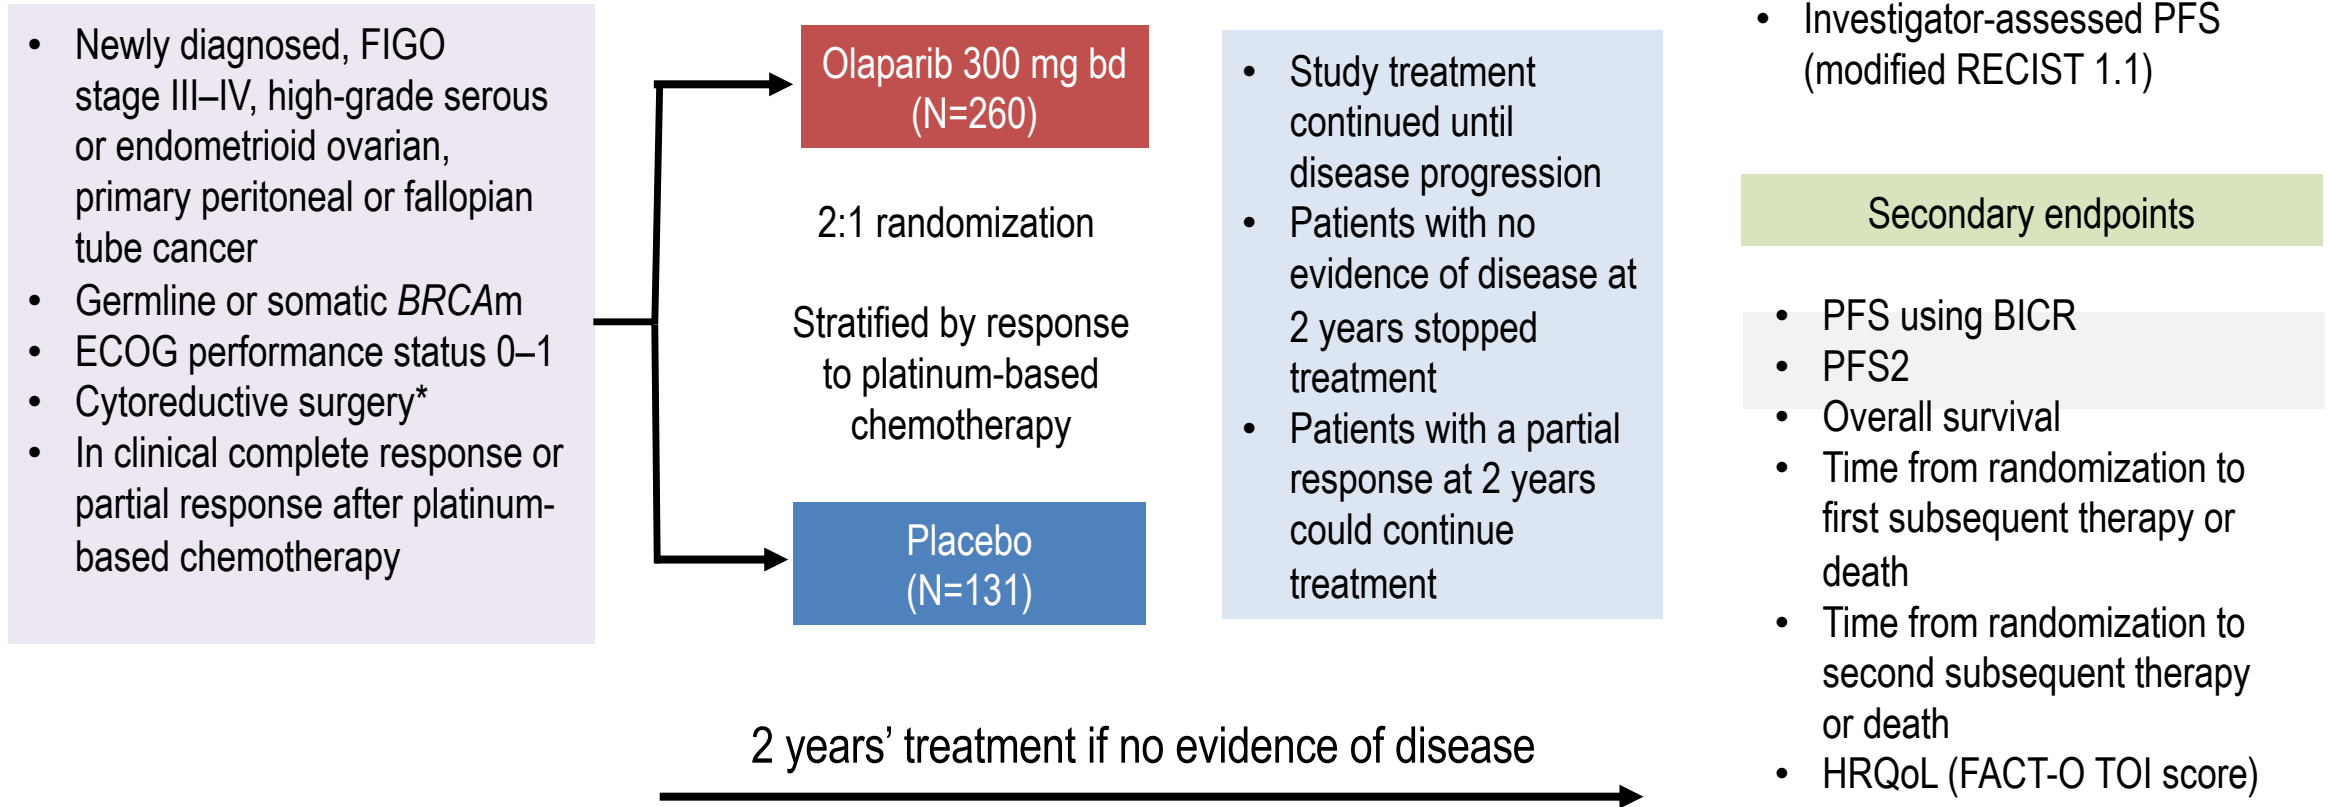 • Newly diagnosed, FIGO
stage III–IV, high-grade serous
or endometrioid ovarian,
primary peritoneal or fallopian
tube cancer
• Germline or somatic BRCAm
• ECOG performance status 0–1
• Cytoreductive surgery*
• In clinical complete response or
partial response after platinum-
based chemotherapy
Olaparib 300 mg bd
(N=260)
2:1 randomization
Stratified by response
to platinum-based
chemotherapy
Placebo
(N=131)
• Study treatment
continued until
disease progression
• Patients with no
evidence of disease at
2 years stopped
treatment
• Patients with a partial
response at 2 years
could continue
treatment
2 years’ treatment if no evidence of disease
• Investigator-assessed PFS
(modified RECIST 1.1)
Secondary endpoints
• PFS using BICR
• PFS2
• Overall survival
• Time from randomization to
first subsequent therapy or
death
• Time from randomization to
second subsequent therapy
or death
• HRQoL (FACT-O TOI score)